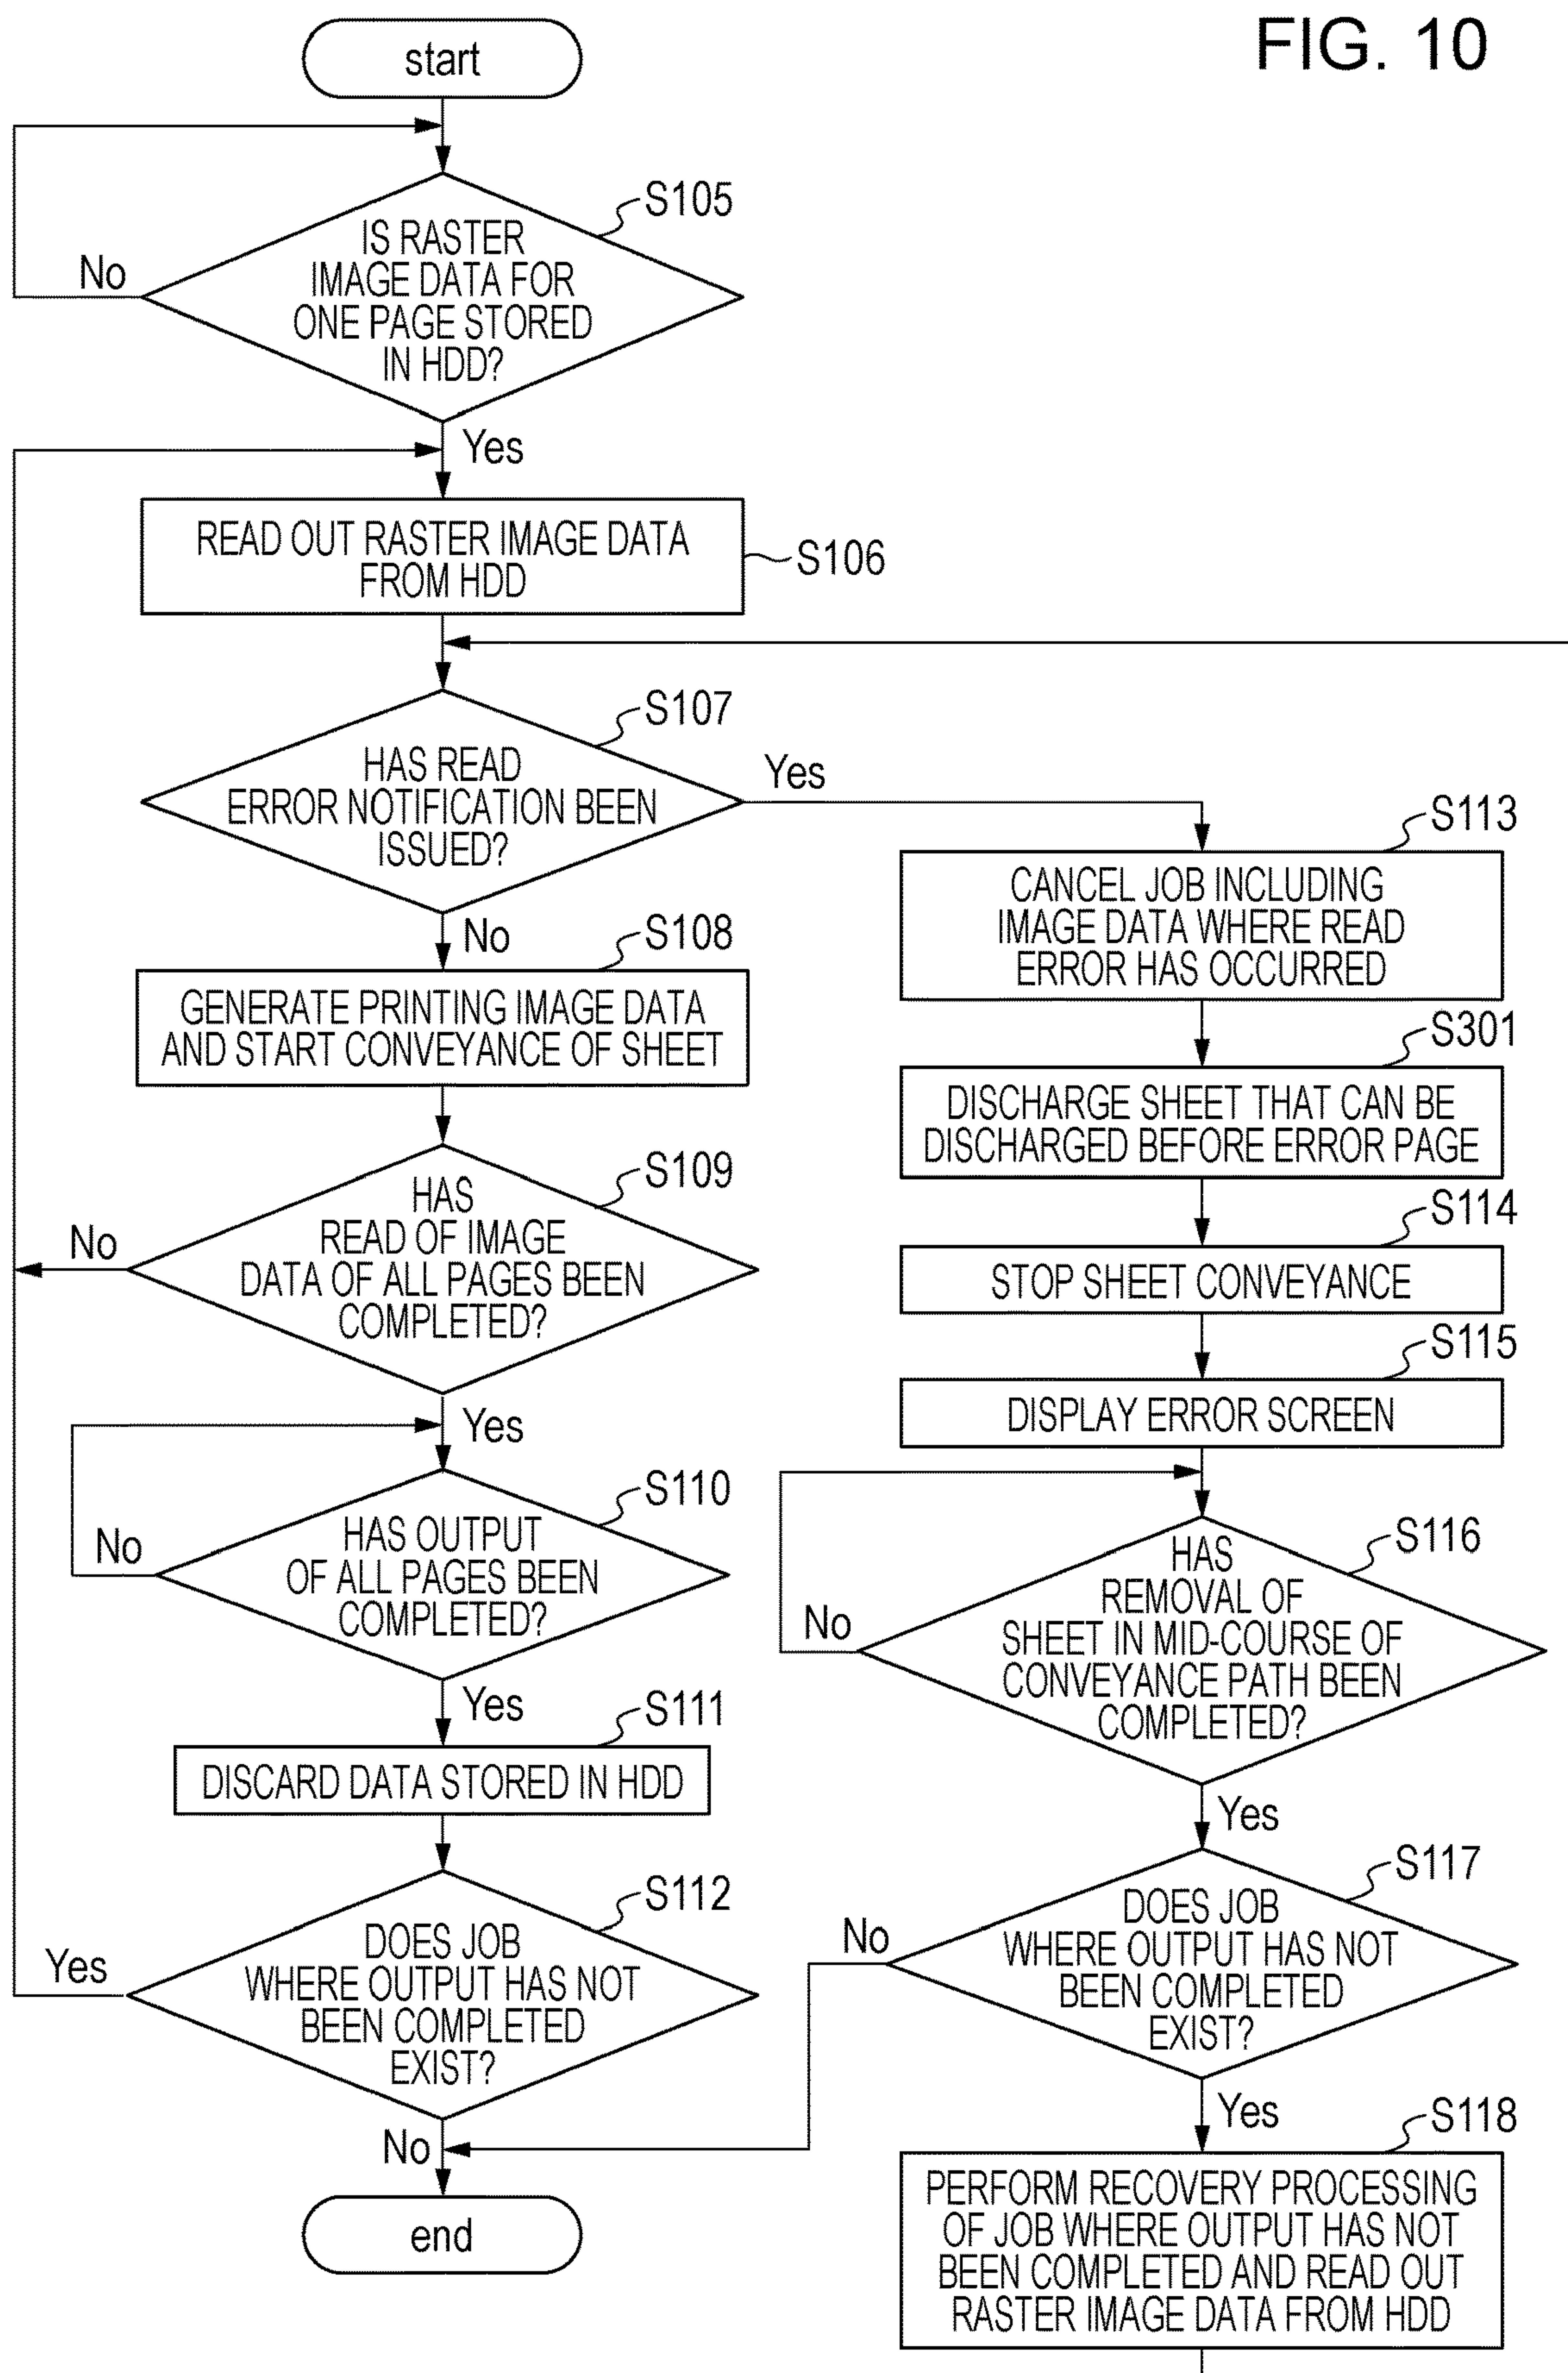 FIG. 10
start
S105
IS RASTER
IMAGE DATA FOR
ONE PAGE STORED
IN HDD?
No
Yes
READ OUT RASTER IMAGE DATA
FROM HDD
S106
S107
HAS READ
ERROR NOTIFICATION BEEN
ISSUED?
Yes
No
S108
GENERATE PRINTING IMAGE DATA
AND START CONVEYANCE OF SHEET
S109
HAS
READ OF IMAGE
DATA OF ALL PAGES BEEN
COMPLETED?
No
Yes
S110
HAS OUTPUT
OF ALL PAGES BEEN
COMPLETED?
No
Yes
S111
DISCARD DATA STORED IN HDD
S112
DOES JOB
WHERE OUTPUT HAS NOT
BEEN COMPLETED
EXIST?
Yes
No
end
S113
CANCEL JOB INCLUDING
IMAGE DATA WHERE READ
ERROR HAS OCCURRED
S301
DISCHARGE SHEET THAT CAN BE
DISCHARGED BEFORE ERROR PAGE
S114
STOP SHEET CONVEYANCE
S115
DISPLAY ERROR SCREEN
S116
HAS
REMOVAL OF
SHEET IN MID-COURSE OF
CONVEYANCE PATH BEEN
COMPLETED?
No
Yes
S117
DOES JOB
WHERE OUTPUT HAS NOT
BEEN COMPLETED
EXIST?
No
Yes
S118
PERFORM RECOVERY PROCESSING
OF JOB WHERE OUTPUT HAS NOT
BEEN COMPLETED AND READ OUT
RASTER IMAGE DATA FROM HDD